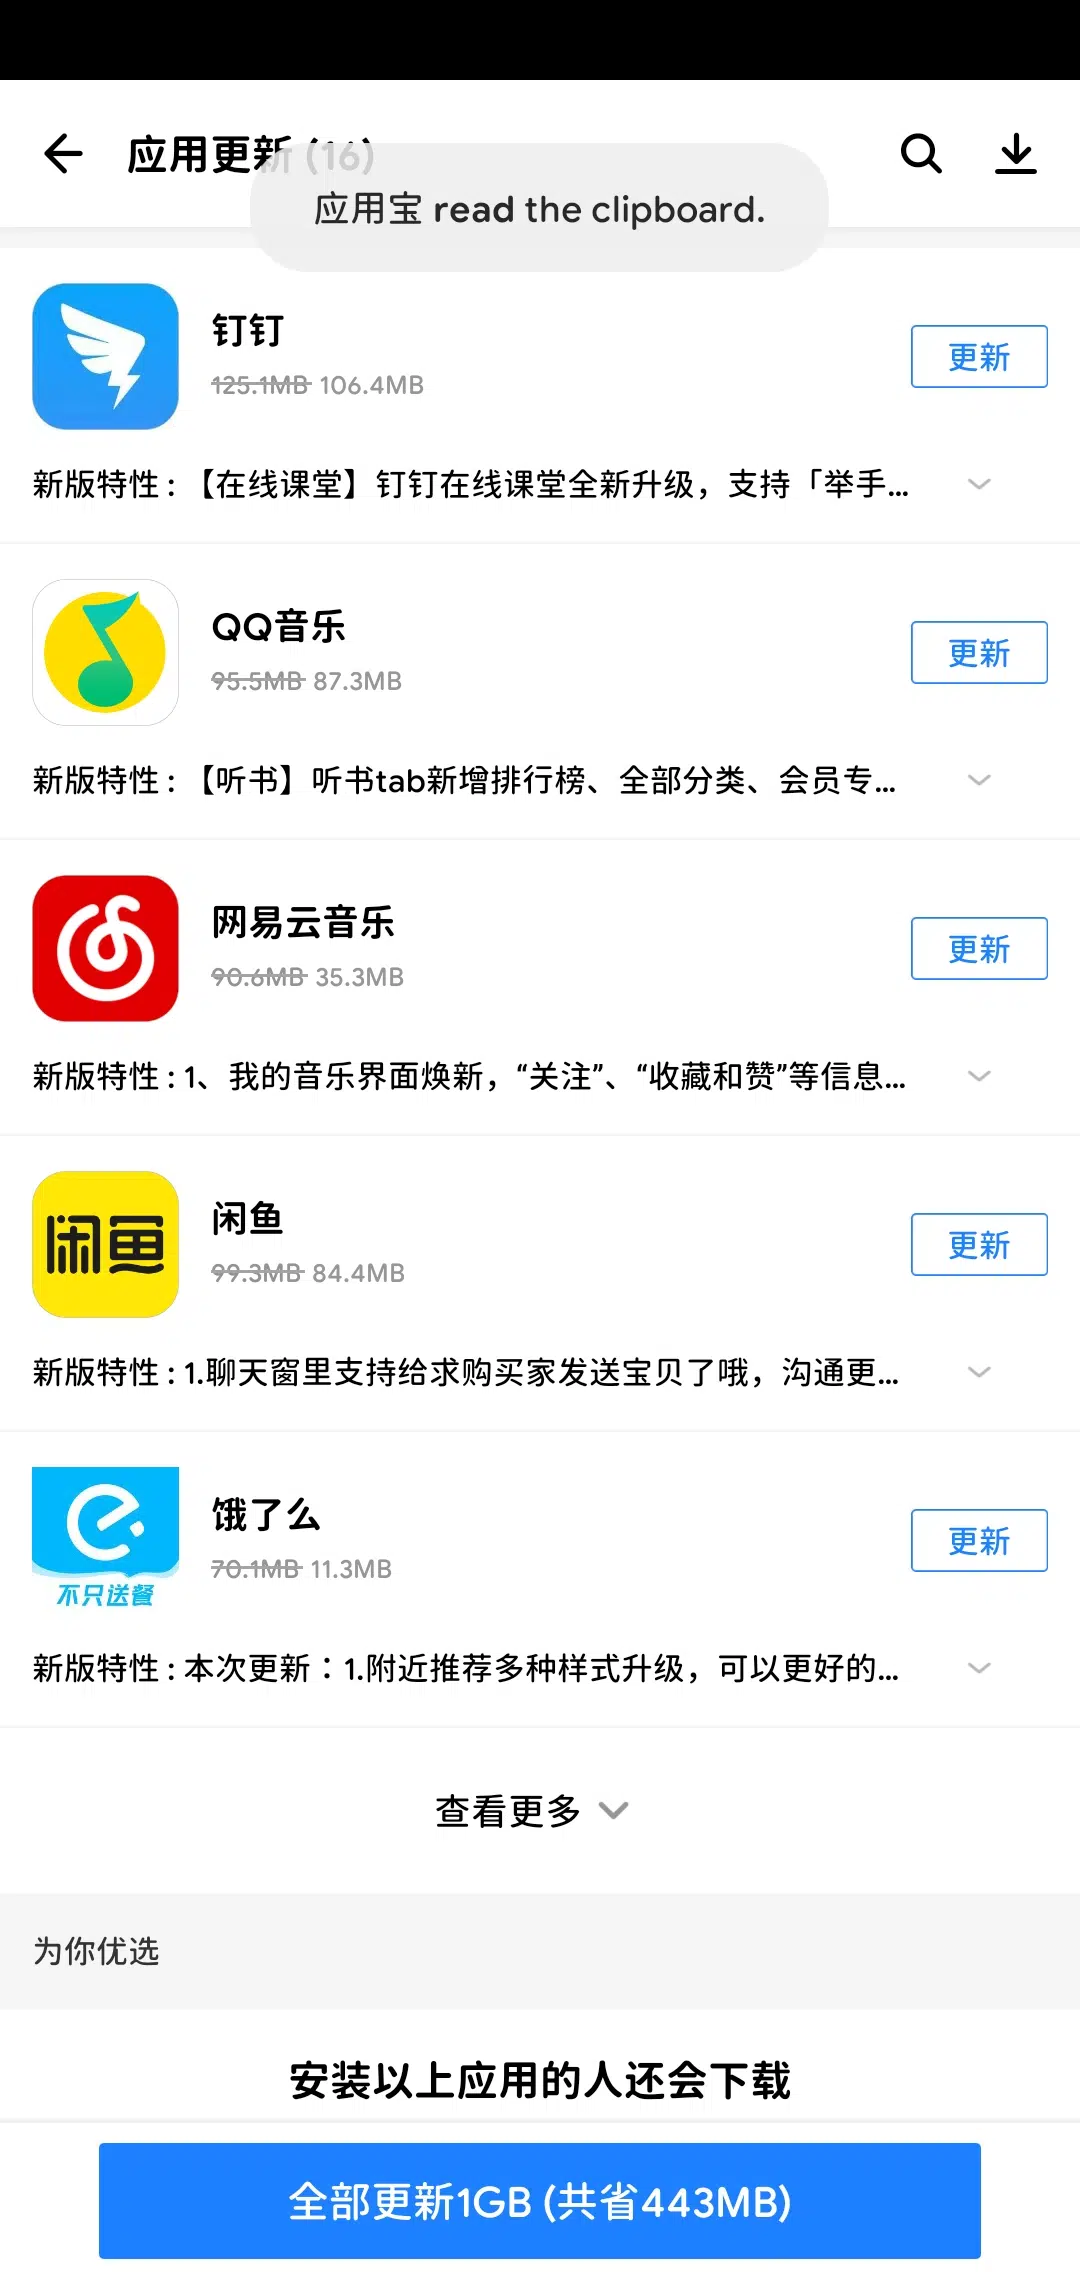 应用更新 (16)
应用宝 read the clipboard.
钉钉
125.1MB 106.4MB
更新
新版特性 : 【在线课堂】钉钉在线课堂全新升级，支持「举手...
QQ音乐
95.5MB 87.3MB
更新
新版特性 : 【听书】听书tab新增排行榜、全部分类、会员专...
网易云音乐
90.6MB 35.3MB
更新
新版特性 : 1、我的音乐界面焕新，“关注”、“收藏和赞”等信息...
闲鱼
闲鱼
99.3MB 84.4MB
更新
新版特性 : 1.聊天窗里支持给求购买家发送宝贝了哦，沟通更...
饿了么
70.1MB 11.3MB
更新
不只送餐
新版特性 : 本次更新：1.附近推荐多种样式升级，可以更好的...
查看更多
为你优选
安装以上应用的人还会下载
全部更新1GB (共省443MB)